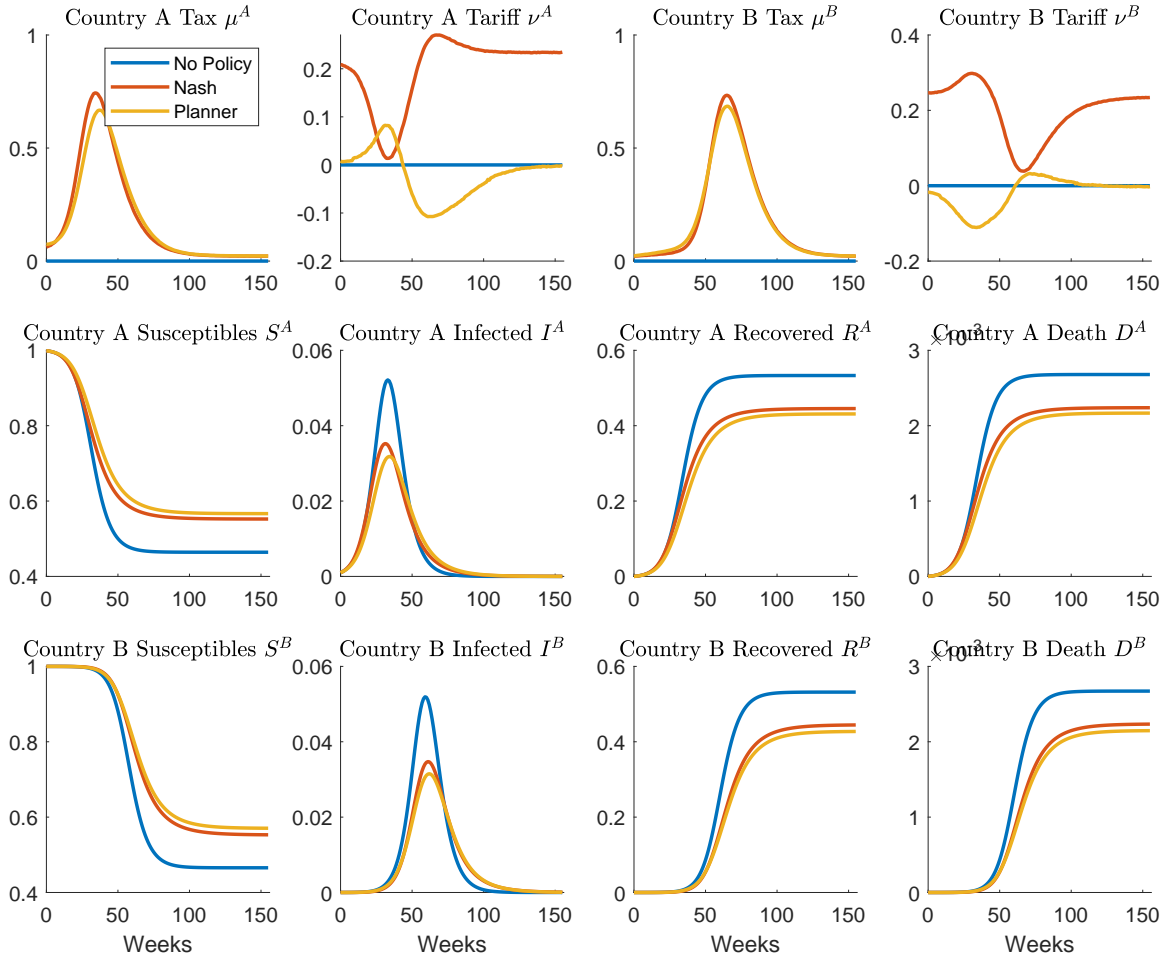 Country A Tax μ^A
Country A Tariff ν^A
Country B Tax μ^B
Country B Tariff ν^B
No Policy
Nash
Planner
1
0.5
0
0 50 100 150
0.2
0.1
0
-0.1
-0.2
0 50 100 150
1
0.5
0
0 50 100 150
0.4
0.2
0
-0.2
0 50 100 150
Country A Susceptibles S^A
Country A Infected I^A
Country A Recovered R^A
Country A Death D^A
1
0.8
0.6
0.4
0 50 100 150
0.06
0.04
0.02
0
0 50 100 150
0.6
0.4
0.2
0
0 50 100 150
×10^-3
3
2
1
0
0 50 100 150
Country B Susceptibles S^B
Country B Infected I^B
Country B Recovered R^B
Country B Death D^B
1
0.8
0.6
0.4
0 50 100 150
Weeks
0.06
0.04
0.02
0
0 50 100 150
Weeks
0.6
0.4
0.2
0
0 50 100 150
Weeks
×10^-3
3
2
1
0
0 50 100 150
Weeks